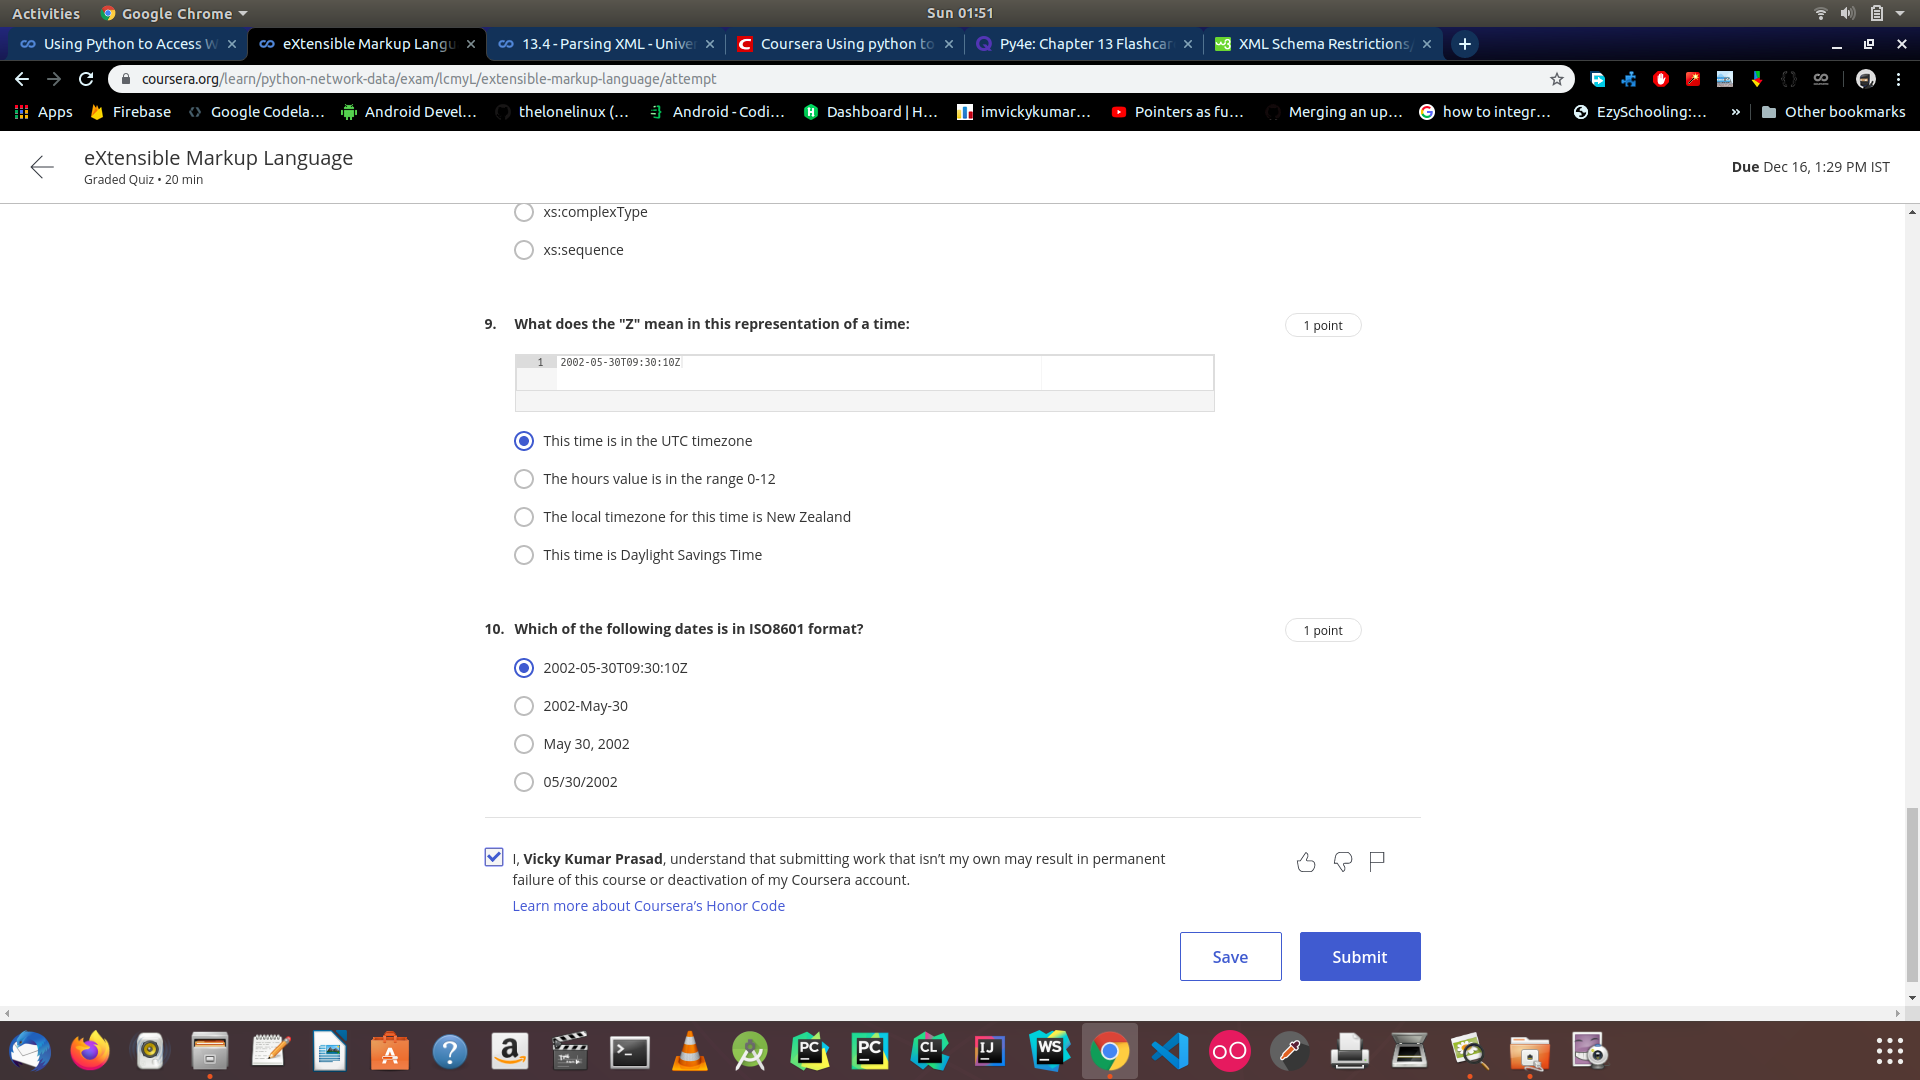 Activities
Google Chrome
Sun 01:51
Using Python to Access W
eXtensible Markup Langu
13.4 - Parsing XML - Unive
Coursera Using python to
Py4e: Chapter 13 Flashcar
XML Schema Restrictions/
coursera.org/learn/python-network-data/exam/lcmyL/extensible-markup-language/attempt
Apps
Firebase
Google Codela...
Android Devel...
thelonelinux (...
Android - Codi...
Dashboard | H...
imvickykumar...
Pointers as fu...
Merging an up...
how to integr...
EzySchooling:...
»
Other bookmarks
eXtensible Markup Language
Graded Quiz • 20 min
Due Dec 16, 1:29 PM IST
xs:complexType
xs:sequence
9. What does the "Z" mean in this representation of a time:
1 point
1 2002-05-30T09:30:10Z
This time is in the UTC timezone
The hours value is in the range 0-12
The local timezone for this time is New Zealand
This time is Daylight Savings Time
10. Which of the following dates is in ISO8601 format?
1 point
2002-05-30T09:30:10Z
2002-May-30
May 30, 2002
05/30/2002
I, Vicky Kumar Prasad, understand that submitting work that isn't my own may result in permanent
failure of this course or deactivation of my Coursera account.
Learn more about Coursera's Honor Code
Save
Submit